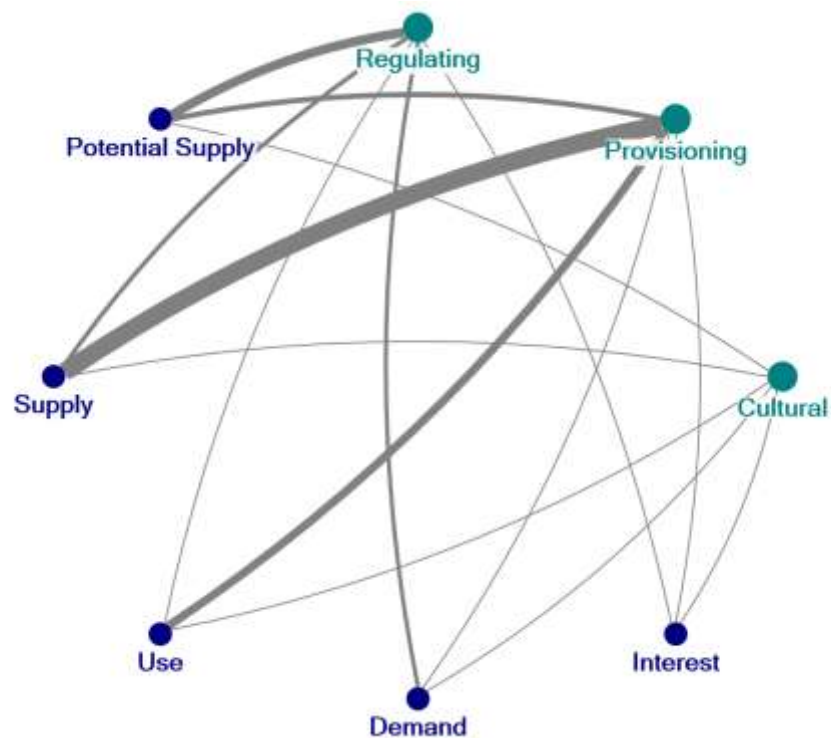 Regulating
Potential Supply
Provisioning
Supply
Cultural
Use
Interest
Demand